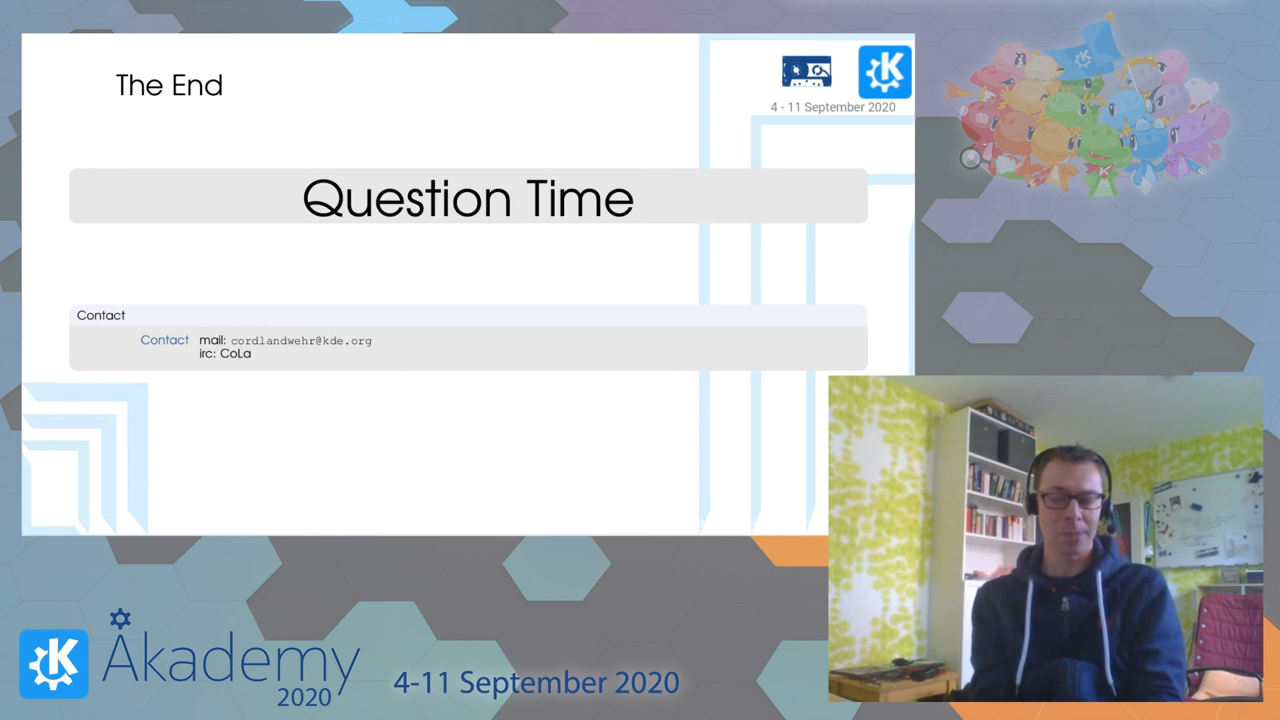 The End
4 - 11 September 2020
Question Time
Contact
Contact mail: cordlandwehr@kde.org
irc: CoLa
Akademy
2020
4-11 September 2020